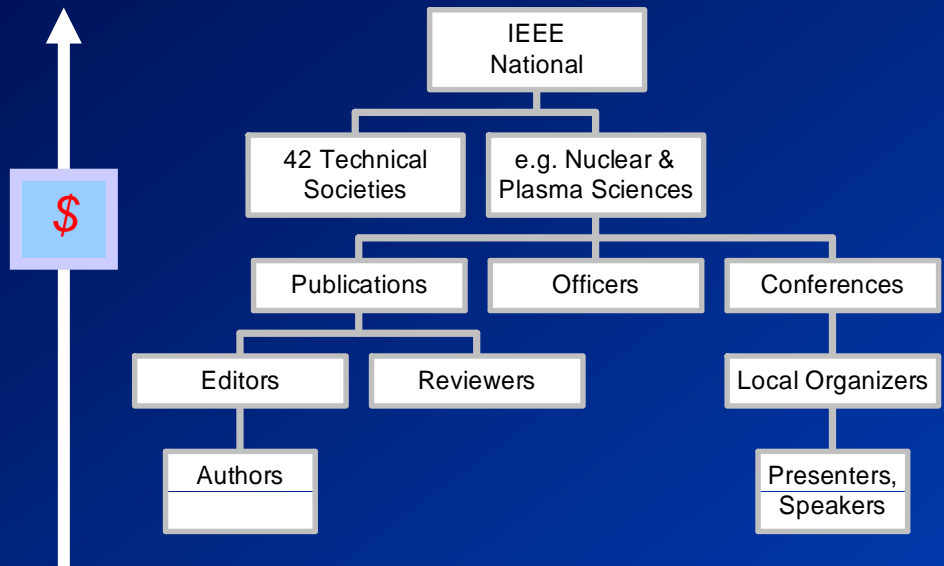 IEEE
National
42 Technical
Societies
e.g. Nuclear &
Plasma Sciences
$
Publications
Officers
Conferences
Editors
Reviewers
Local Organizers
Authors
Presenters,
Speakers